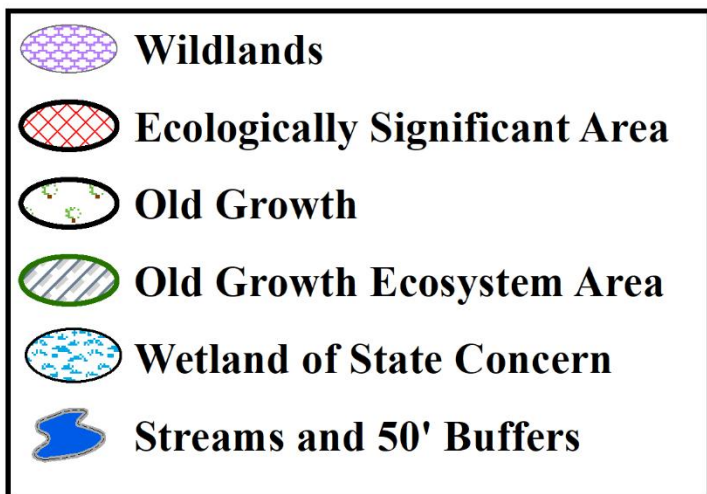 Wildlands
Ecologically Significant Area
Old Growth
Old Growth Ecosystem Area
Wetland of State Concern
Streams and 50' Buffers